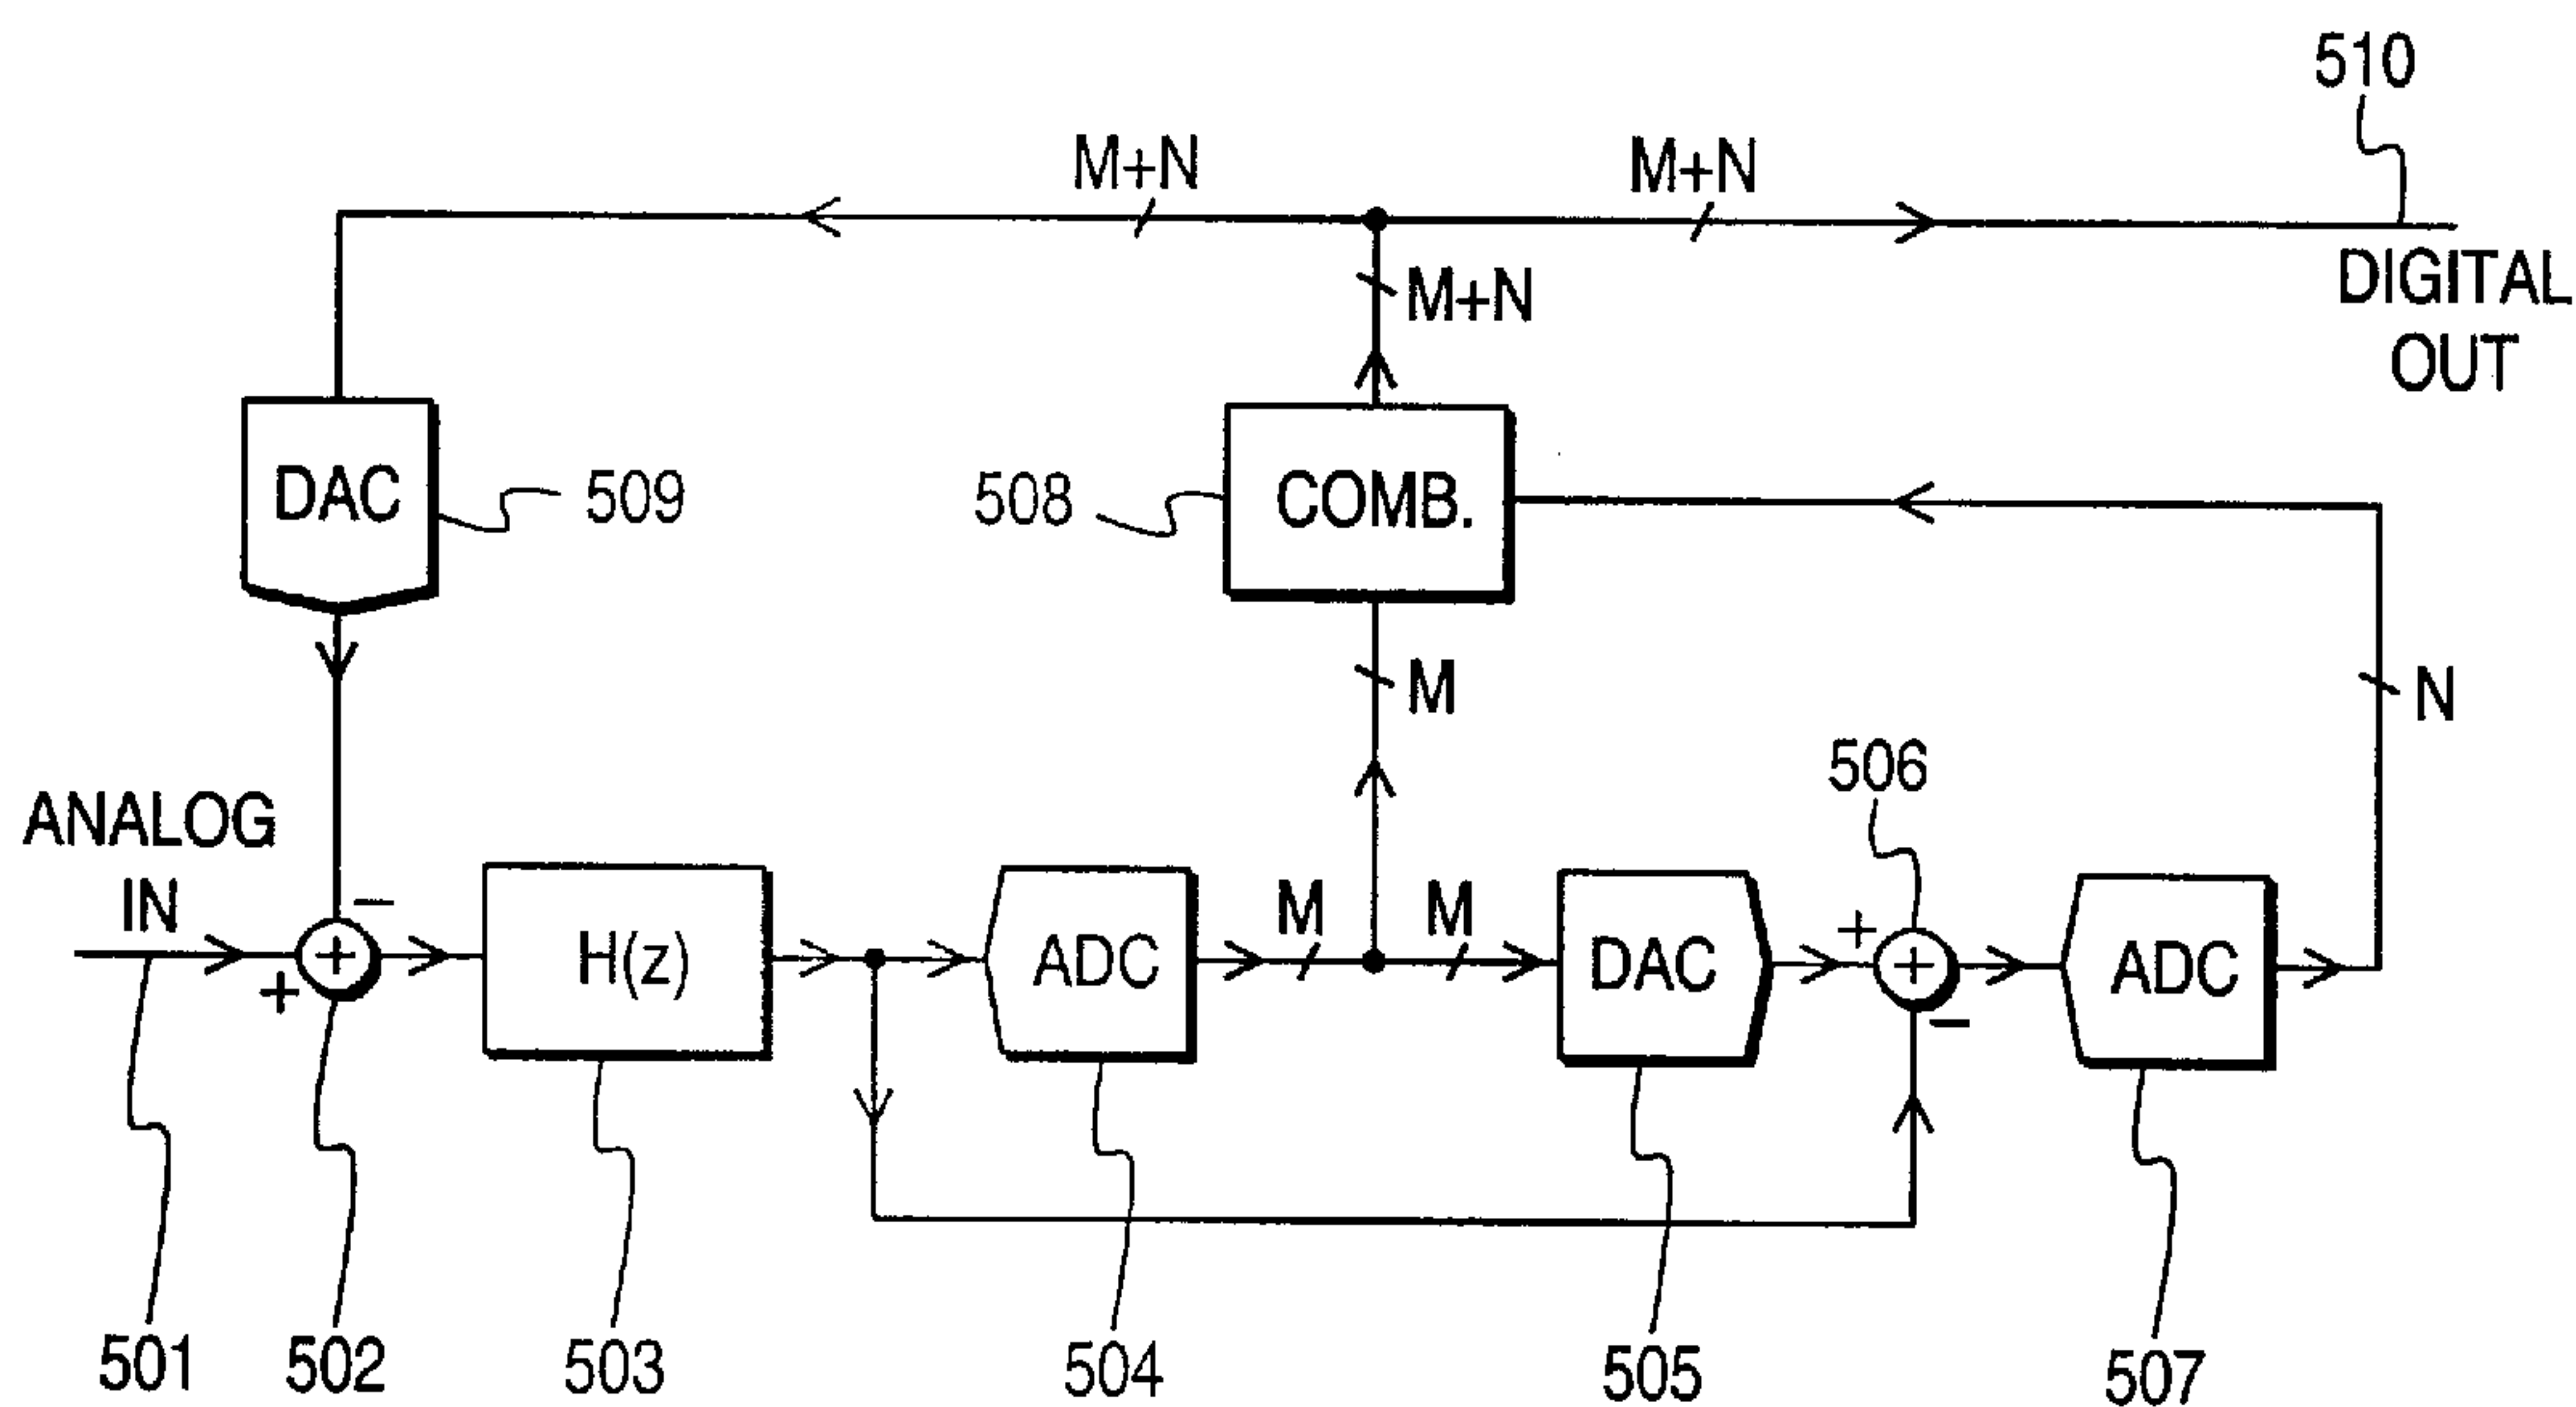 510
M+N
M+N
M+N
DIGITAL
OUT
DAC
509
508
COMB.
M
N
506
ANALOG
IN
−
+
+
H(z)
ADC
M
M
DAC
+
+
−
ADC
501
502
503
504
505
507